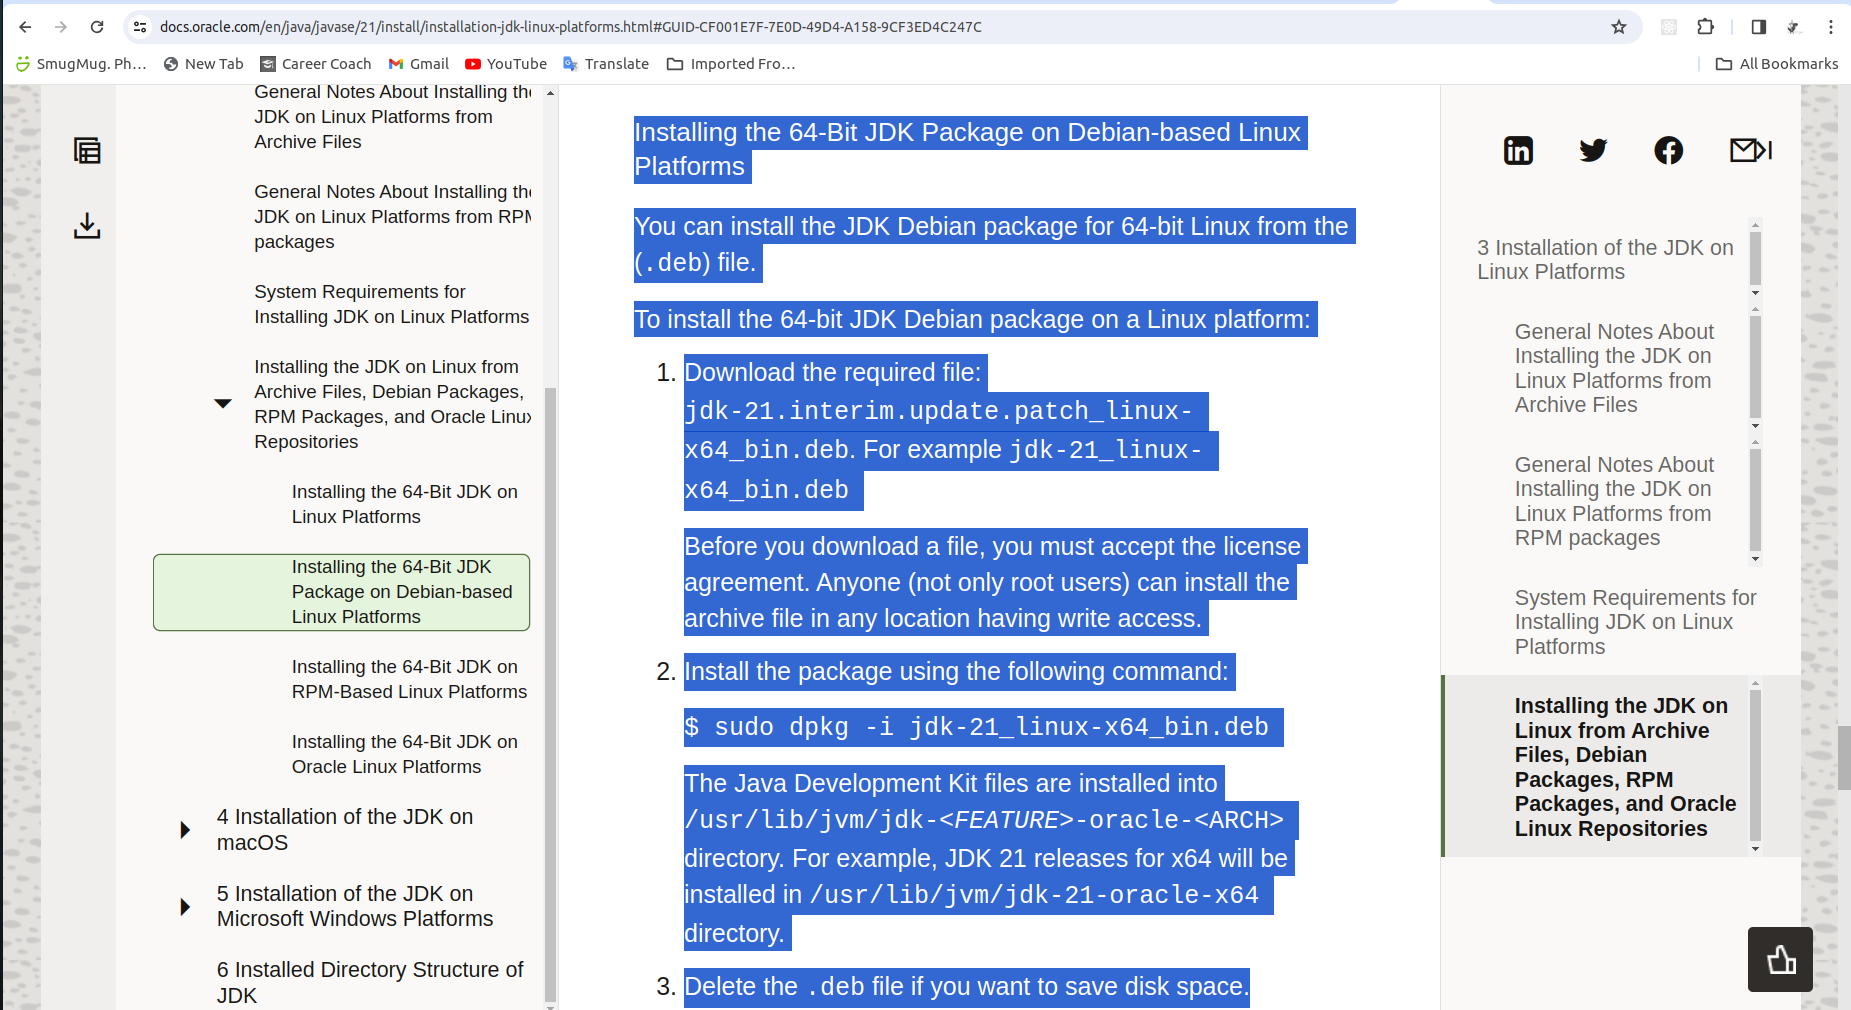 docs.oracle.com/en/java/javase/21/install/installation-jdk-linux-platforms.html#GUID-CF001E7F-7E0D-49D4-A158-9CF3ED4C247C
SmugMug. Ph...
New Tab
Career Coach
Gmail
YouTube
Translate
Imported Fro...
All Bookmarks
General Notes About Installing the
JDK on Linux Platforms from
Archive Files
General Notes About Installing the
JDK on Linux Platforms from RPM
packages
System Requirements for
Installing JDK on Linux Platforms
Installing the JDK on Linux from
Archive Files, Debian Packages,
RPM Packages, and Oracle Linux
Repositories
Installing the 64-Bit JDK on
Linux Platforms
Installing the 64-Bit JDK
Package on Debian-based
Linux Platforms
Installing the 64-Bit JDK on
RPM-Based Linux Platforms
Installing the 64-Bit JDK on
Oracle Linux Platforms
4 Installation of the JDK on
macOS
5 Installation of the JDK on
Microsoft Windows Platforms
6 Installed Directory Structure of
JDK
Installing the 64-Bit JDK Package on Debian-based Linux
Platforms
You can install the JDK Debian package for 64-bit Linux from the
(.deb) file.
To install the 64-bit JDK Debian package on a Linux platform:
1. Download the required file:
jdk-21.interim.update.patch_linux-
x64_bin.deb. For example jdk-21_linux-
x64_bin.deb
Before you download a file, you must accept the license
agreement. Anyone (not only root users) can install the
archive file in any location having write access.
2. Install the package using the following command:
$ sudo dpkg -i jdk-21_linux-x64_bin.deb
The Java Development Kit files are installed into
/usr/lib/jvm/jdk-<FEATURE>-oracle-<ARCH>
directory. For example, JDK 21 releases for x64 will be
installed in /usr/lib/jvm/jdk-21-oracle-x64
directory.
3. Delete the .deb file if you want to save disk space.
3 Installation of the JDK on
Linux Platforms
General Notes About
Installing the JDK on
Linux Platforms from
Archive Files
General Notes About
Installing the JDK on
Linux Platforms from
RPM packages
System Requirements for
Installing JDK on Linux
Platforms
Installing the JDK on
Linux from Archive
Files, Debian
Packages, RPM
Packages, and Oracle
Linux Repositories